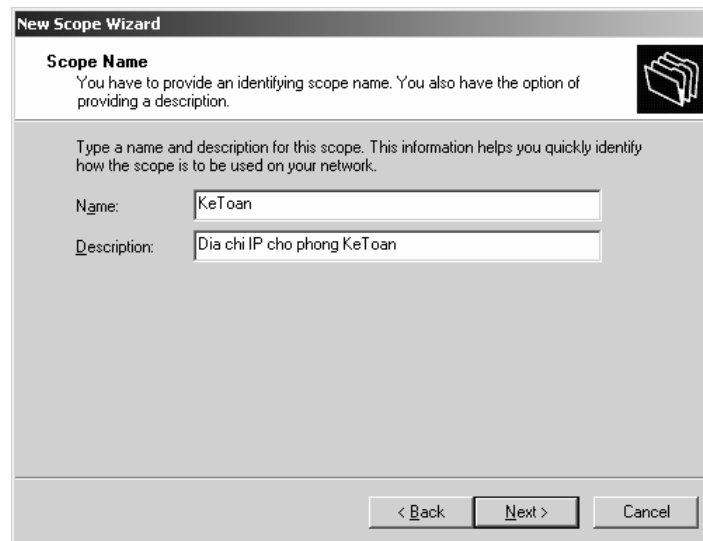 New Scope Wizard
Scope Name
You have to provide an identifying scope name. You also have the option of
providing a description.
Type a name and description for this scope. This information helps you quickly identify
how the scope is to be used on your network.
Name: KeToan
Description: Dia chi IP cho phong KeToan
< Back Next > Cancel